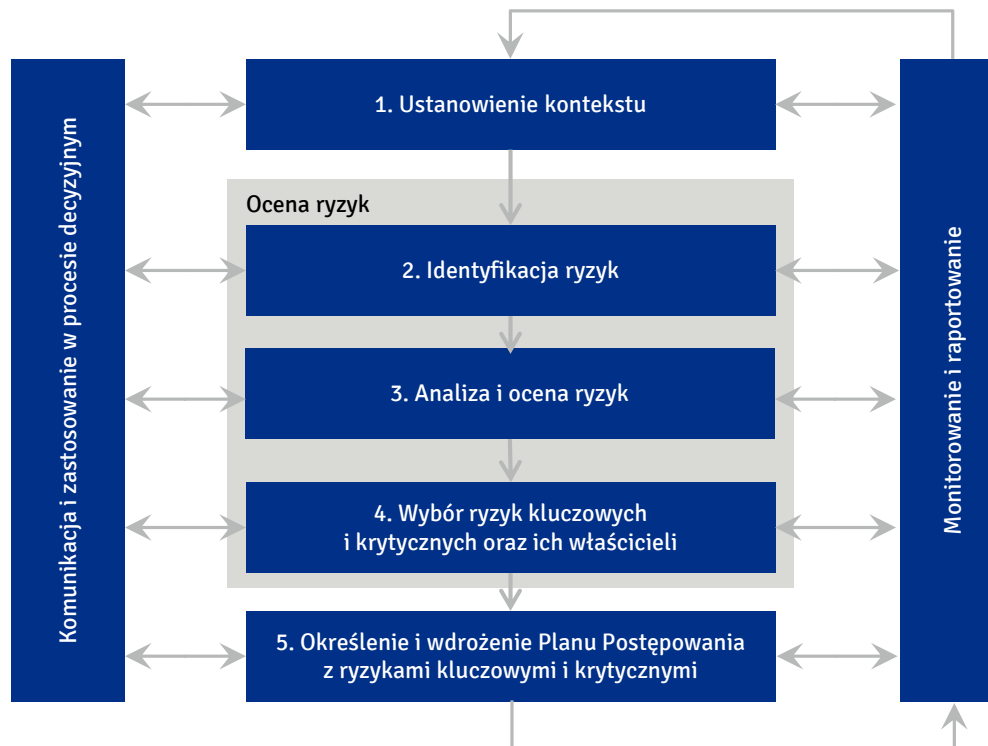 Komunikacja i zastosowanie w procesie decyzyjnym
1. Ustanowienie kontekstu
Ocena ryzyk
2. Identyfikacja ryzyk
3. Analiza i ocena ryzyk
4. Wybór ryzyk kluczowych
i krytycznych oraz ich właścicieli
5. Określenie i wdrożenie Planu Postępowania
z ryzykami kluczowymi i krytycznymi
Monitorowanie i raportowanie